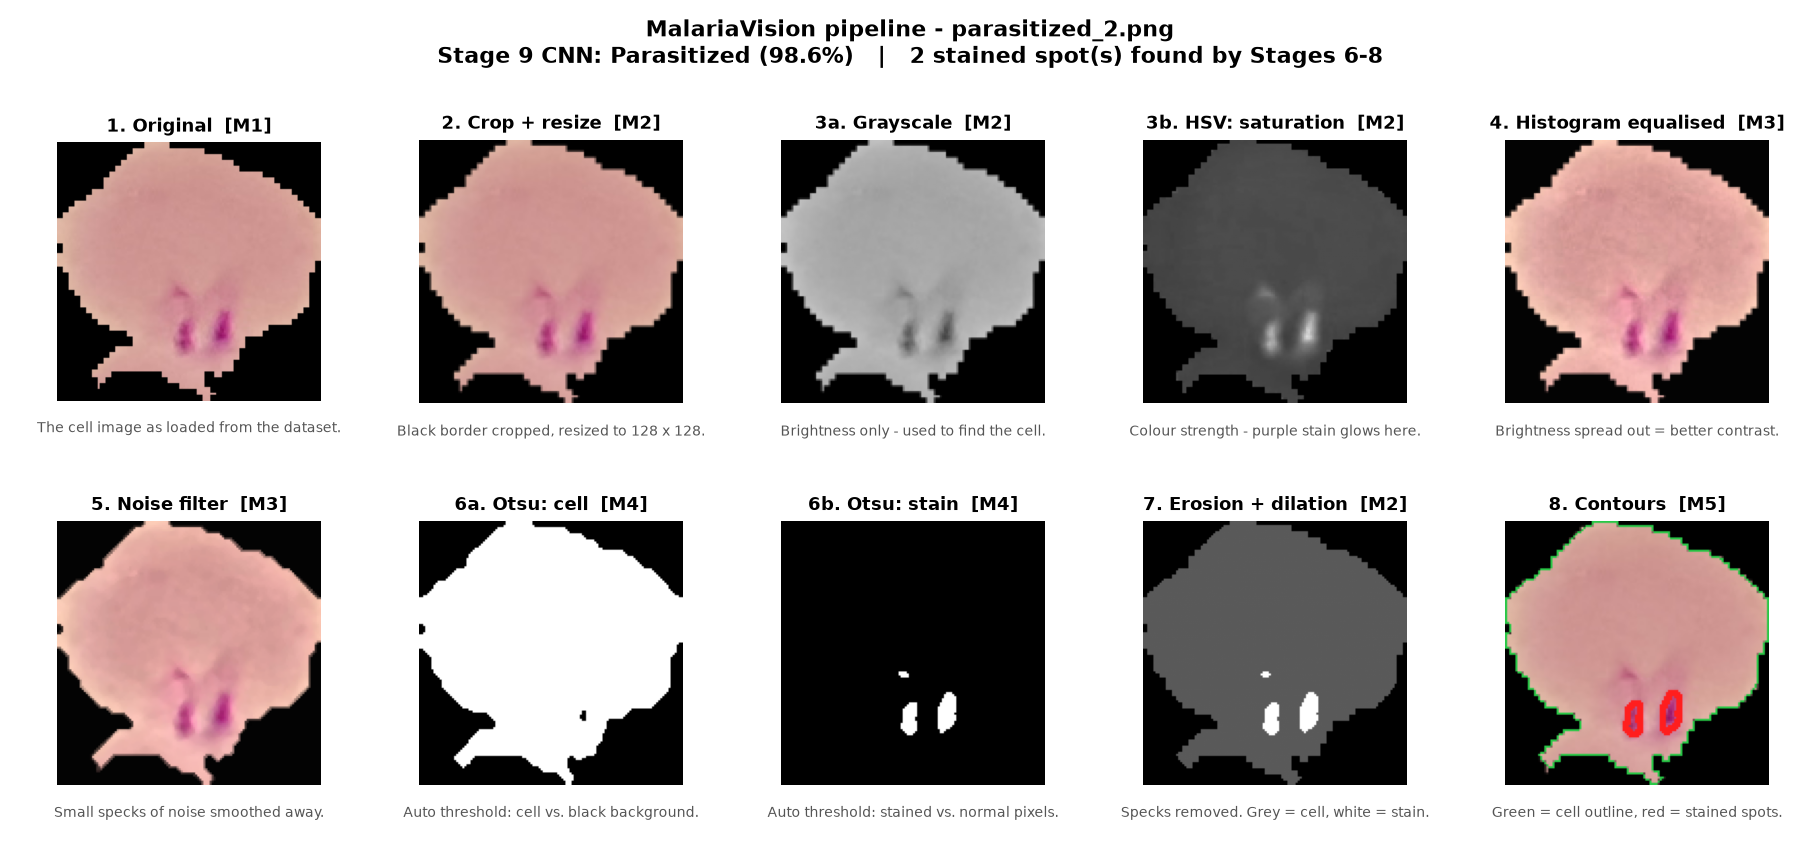 MalariaVision pipeline - parasitized_2.png
Stage 9 CNN: Parasitized (98.6%)   |   2 stained spot(s) found by Stages 6-8
1. Original  [M1]
2. Crop + resize  [M2]
3a. Grayscale  [M2]
3b. HSV: saturation  [M2]
4. Histogram equalised  [M3]
The cell image as loaded from the dataset.
Black border cropped, resized to 128 x 128.
Brightness only - used to find the cell.
Colour strength - purple stain glows here.
Brightness spread out = better contrast.
5. Noise filter  [M3]
6a. Otsu: cell  [M4]
6b. Otsu: stain  [M4]
7. Erosion + dilation  [M2]
8. Contours  [M5]
Small specks of noise smoothed away.
Auto threshold: cell vs. black background.
Auto threshold: stained vs. normal pixels.
Specks removed. Grey = cell, white = stain.
Green = cell outline, red = stained spots.